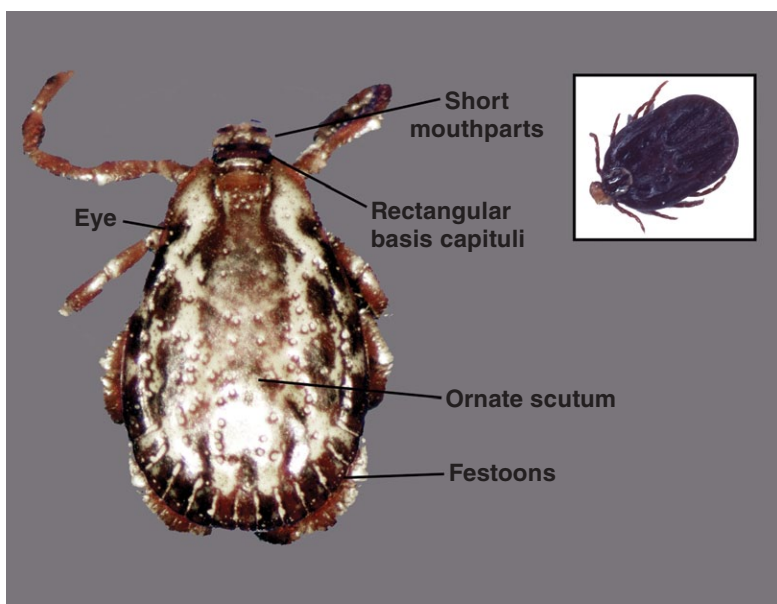 Short
mouthparts
Eye
Rectangular
basis capituli
Ornate scutum
Festoons